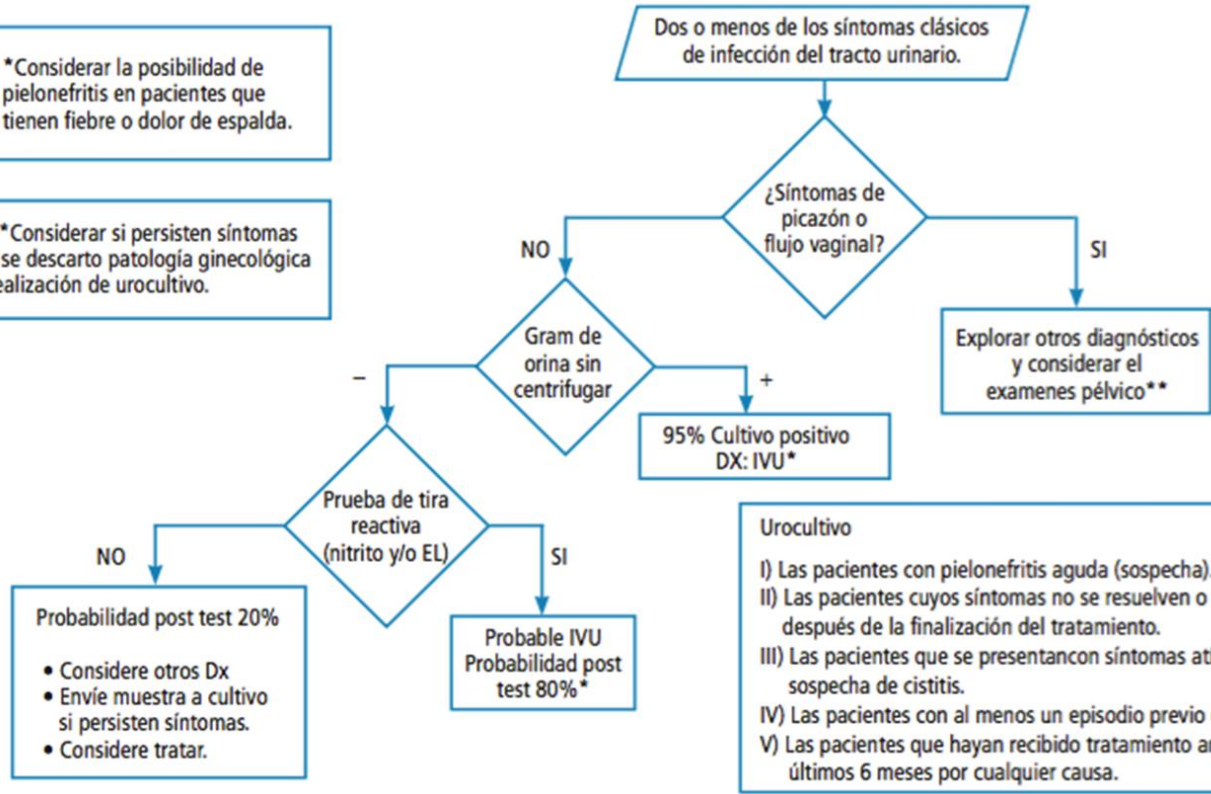 *Considerar la posibilidad de
pielonefritis en pacientes que
tienen fiebre o dolor de espalda.
*Considerar si persisten síntomas
se descarto patología ginecológica
ealización de urocultivo.
Dos o menos de los síntomas clásicos
de infección del tracto urinario.
¿Síntomas de
picazón o
flujo vaginal?
NO
SI
Gram de
orina sin
centrifugar
Explorar otros diagnósticos
y considerar el
examenes pélvico**
–
+
95% Cultivo positivo
DX: IVU*
Prueba de tira
reactiva
(nitrito y/o EL)
NO
SI
Probabilidad post test 20%
• Considere otros Dx
• Envíe muestra a cultivo
si persisten síntomas.
• Considere tratar.
Probable IVU
Probabilidad post
test 80%*
Urocultivo
I) Las pacientes con pielonefritis aguda (sospecha).
II) Las pacientes cuyos síntomas no se resuelven o
después de la finalización del tratamiento.
III) Las pacientes que se presentancon síntomas ati
sospecha de cistitis.
IV) Las pacientes con al menos un episodio previo
V) Las pacientes que hayan recibido tratamiento an
últimos 6 meses por cualquier causa.